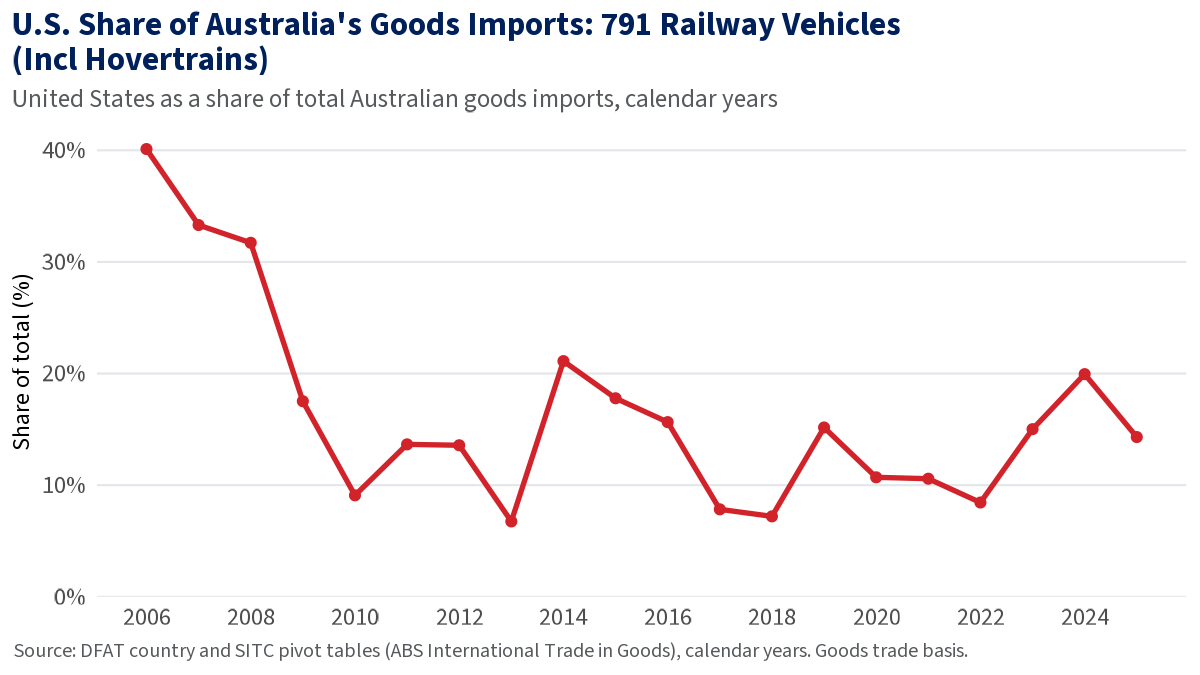 U.S. Share of Australia's Goods Imports: 791 Railway Vehicles
(Incl Hovertrains)
United States as a share of total Australian goods imports, calendar years
Share of total (%)
40%
30%
20%
10%
0%
2006 2008 2010 2012 2014 2016 2018 2020 2022 2024
Source: DFAT country and SITC pivot tables (ABS International Trade in Goods), calendar years. Goods trade basis.